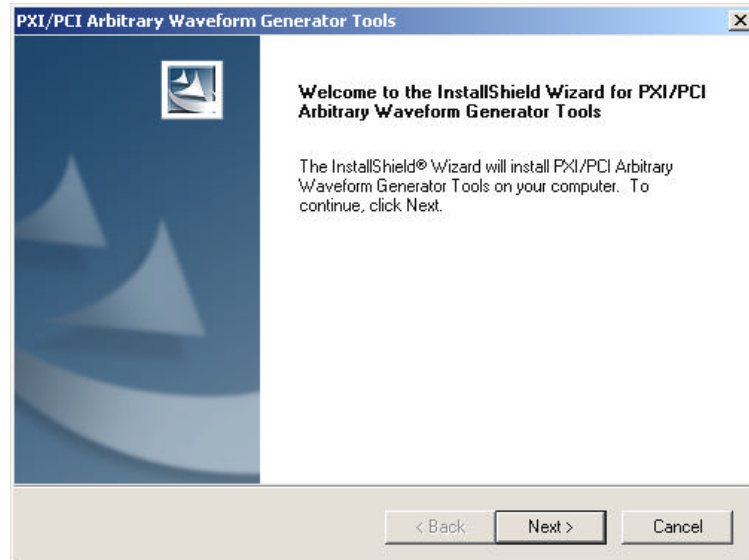 PXI/PCI Arbitrary Waveform Generator Tools
Welcome to the InstallShield Wizard for PXI/PCI
Arbitrary Waveform Generator Tools
The InstallShield® Wizard will install PXI/PCI Arbitrary
Waveform Generator Tools on your computer. To
continue, click Next.
< Back
Next >
Cancel